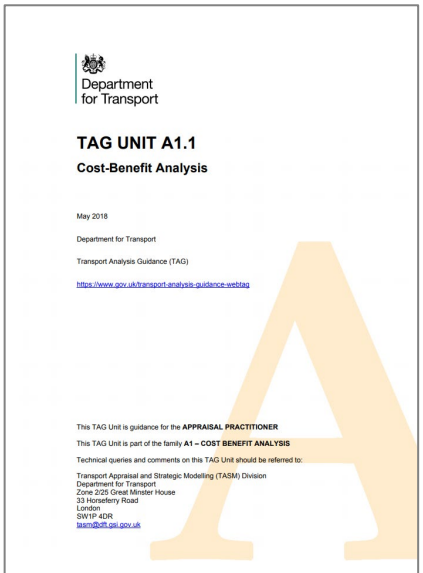 Department
for Transport
TAG UNIT A1.1
Cost-Benefit Analysis
May 2018
Department for Transport
Transport Analysis Guidance (TAG)
https://www.gov.uk/transport-analysis-guidance-webtag
This TAG Unit is guidance for the APPRAISAL PRACTITIONER
This TAG Unit is part of the family A1 – COST BENEFIT ANALYSIS
Technical queries and comments on this TAG Unit should be referred to:
Transport Appraisal and Strategic Modelling (TASM) Division
Department for Transport
Zone 2/25 Great Minster House
33 Horseferry Road
London
SW1P 4DR
tasm@dft.gsi.gov.uk
A